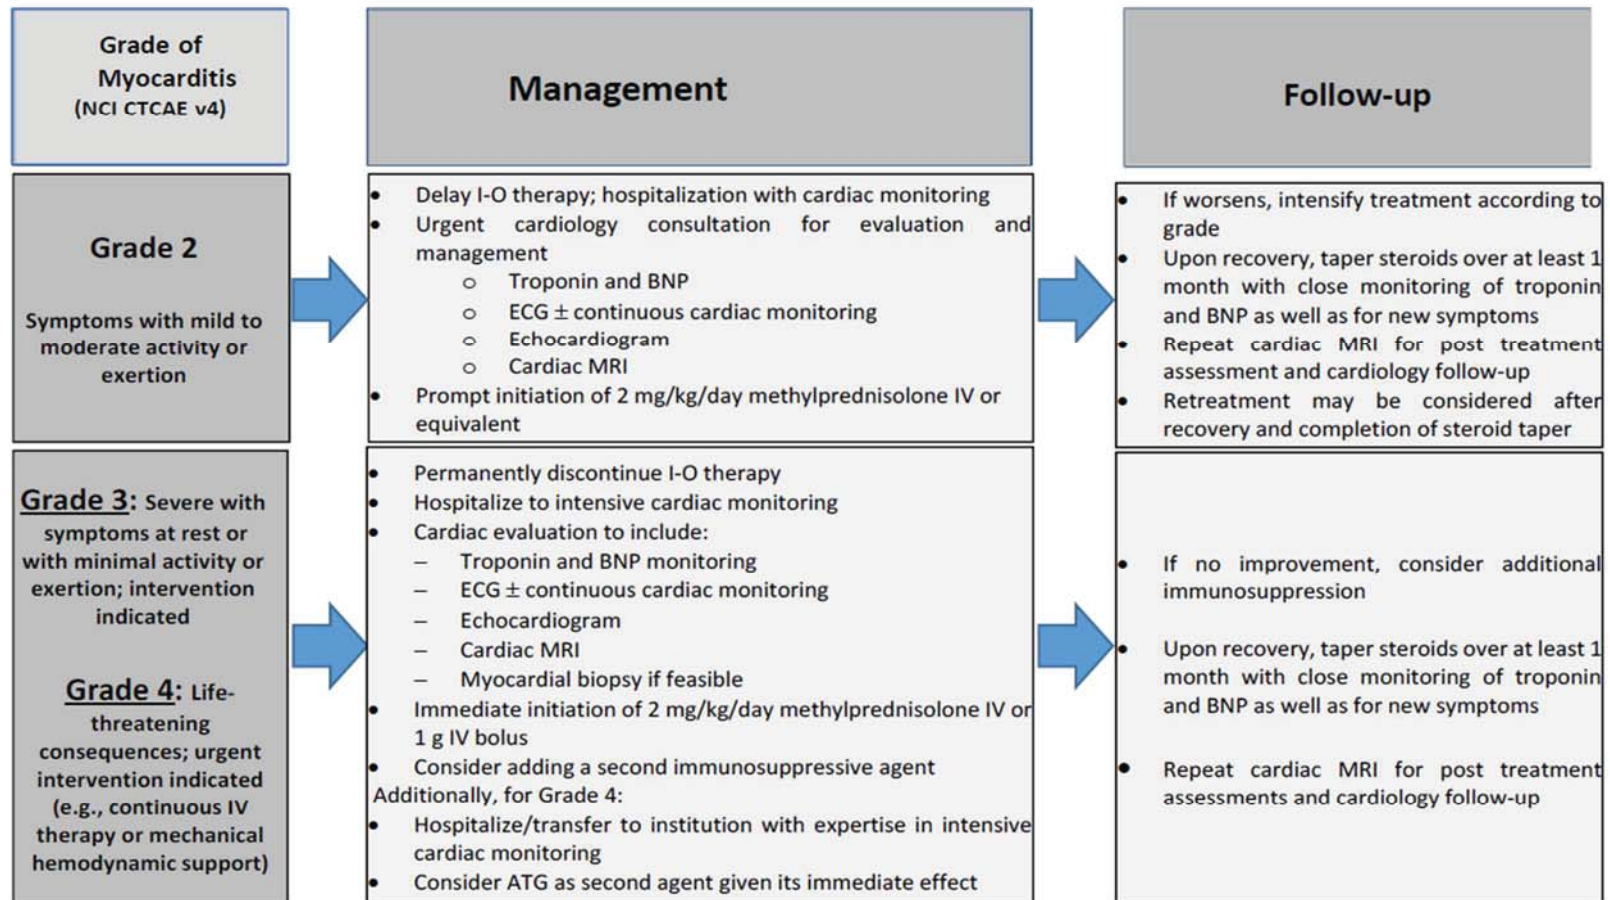 Grade of
Myocarditis
(NCI CTCAE v4)
Management
Follow-up
Grade 2
Symptoms with mild to
moderate activity or
exertion
• Delay I-O therapy; hospitalization with cardiac monitoring
• Urgent cardiology consultation for evaluation and
management
o Troponin and BNP
o ECG ± continuous cardiac monitoring
o Echocardiogram
o Cardiac MRI
• Prompt initiation of 2 mg/kg/day methylprednisolone IV or
equivalent
• If worsens, intensify treatment according to
grade
• Upon recovery, taper steroids over at least 1
month with close monitoring of troponin
and BNP as well as for new symptoms
• Repeat cardiac MRI for post treatment
assessment and cardiology follow-up
• Retreatment may be considered after
recovery and completion of steroid taper
Grade 3: Severe with
symptoms at rest or
with minimal activity or
exertion; intervention
indicated
Grade 4: Life-
threatening
consequences; urgent
intervention indicated
(e.g., continuous IV
therapy or mechanical
hemodynamic support)
• Permanently discontinue I-O therapy
• Hospitalize to intensive cardiac monitoring
• Cardiac evaluation to include:
– Troponin and BNP monitoring
– ECG ± continuous cardiac monitoring
– Echocardiogram
– Cardiac MRI
– Myocardial biopsy if feasible
• Immediate initiation of 2 mg/kg/day methylprednisolone IV or
1 g IV bolus
• Consider adding a second immunosuppressive agent
Additionally, for Grade 4:
• Hospitalize/transfer to institution with expertise in intensive
cardiac monitoring
• Consider ATG as second agent given its immediate effect
• If no improvement, consider additional
immunosuppression
• Upon recovery, taper steroids over at least 1
month with close monitoring of troponin
and BNP as well as for new symptoms
• Repeat cardiac MRI for post treatment
assessments and cardiology follow-up